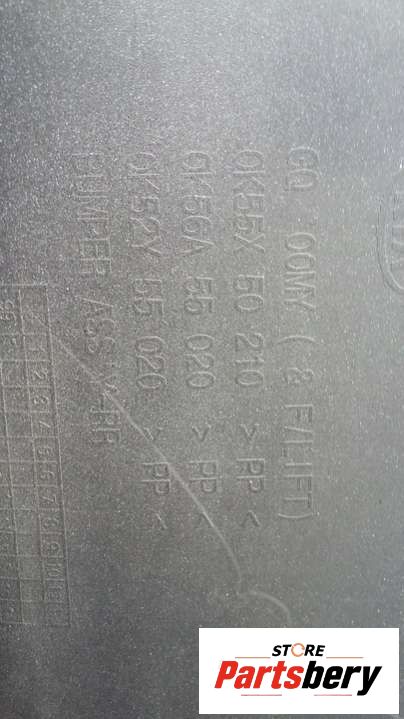 GQ '00MY ( & F/LIFT)
0K55X 50 210 > PP <
0K56A 55 020 > PP <
0K52Y 55 020 > PP <
BUMPER ASS'Y-RR
STORE
Partsbery